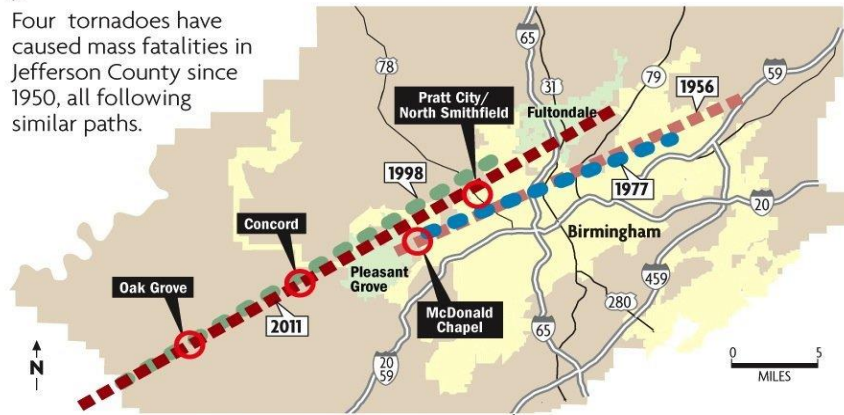 Four tornadoes have
caused mass fatalities in
Jefferson County since
1950, all following
similar paths.
65
59
78
31
79
1956
Pratt City/
North Smithfield
Fultondale
1998
1977
20
Concord
Birmingham
Pleasant
Grove
459
Oak Grove
McDonald
Chapel
280
2011
65
N
20
59
0 5
MILES